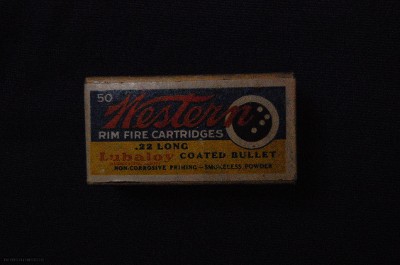 50
Western
RIM FIRE CARTRIDGES
.22 LONG
Lubaloy COATED BULLET
NON-CORROSIVE PRIMING—SMOKELESS POWDER